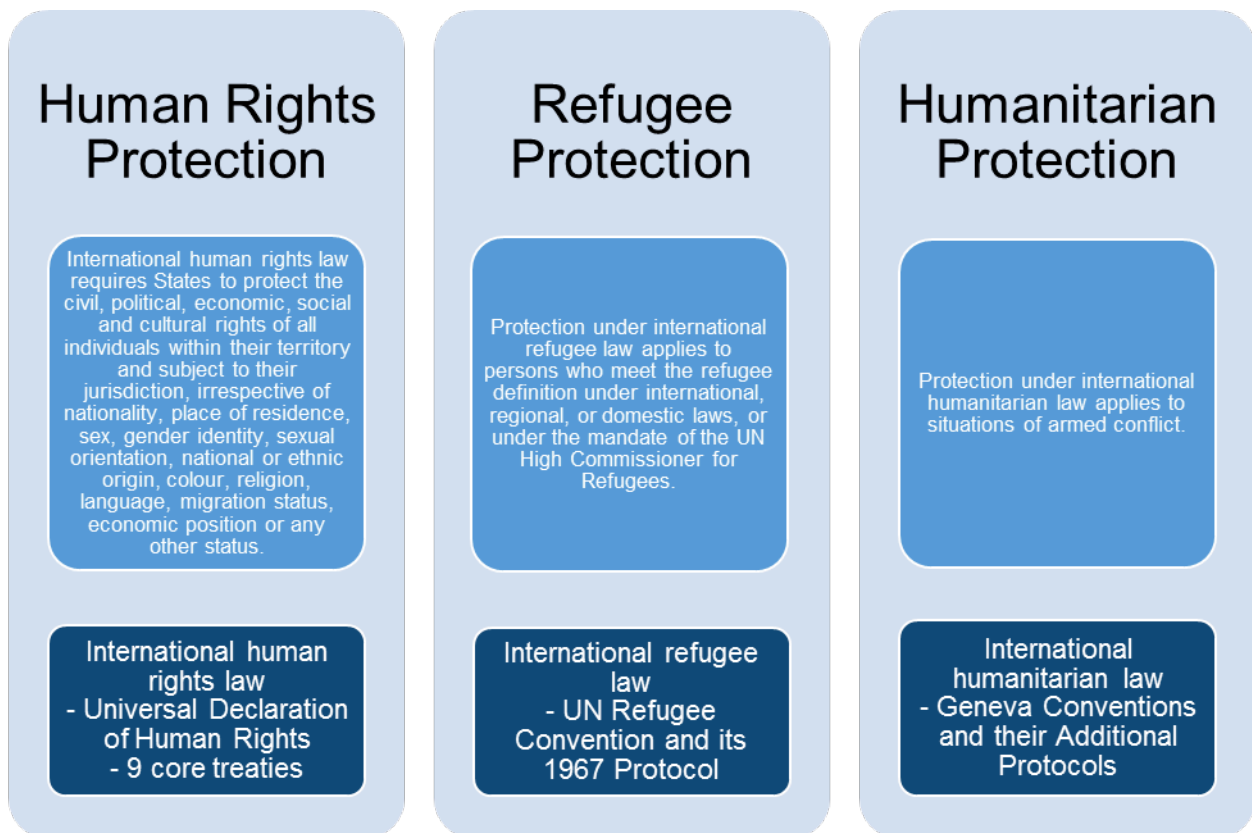 Human Rights
Protection
International human rights law
requires States to protect the
civil, political, economic, social
and cultural rights of all
individuals within their territory
and subject to their
jurisdiction, irrespective of
nationality, place of residence,
sex, gender identity, sexual
orientation, national or ethnic
origin, colour, religion,
language, migration status,
economic position or any
other status.
International human
rights law
- Universal Declaration
of Human Rights
- 9 core treaties
Refugee
Protection
Protection under international
refugee law applies to
persons who meet the refugee
definition under international,
regional, or domestic laws, or
under the mandate of the UN
High Commissioner for
Refugees.
International refugee
law
- UN Refugee
Convention and its
1967 Protocol
Humanitarian
Protection
Protection under international
humanitarian law applies to
situations of armed conflict.
International
humanitarian law
- Geneva Conventions
and their Additional
Protocols